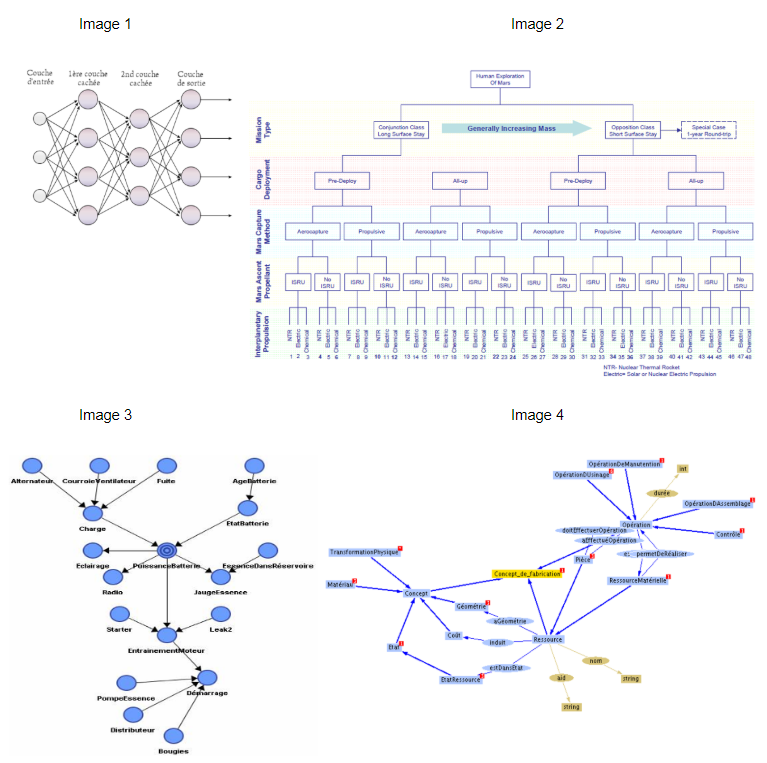 Image 1
Image 2
Couche
d'entrée
1ère couche
cachée
2nd couche
cachée
Couche
de sortie
Human Exploration
Of Mars
Mission
Type
Conjunction Class
Long Surface Stay
Generally Increasing Mass
Opposition Class
Short Surface Stay
Special Case
1-year Round-trip
Cargo
Deployment
Pre-Deploy
All-up
Pre-Deploy
All-up
Mars Capture
Method
Aerocapture
Propulsive
Aerocapture
Propulsive
Aerocapture
Propulsive
Aerocapture
Propulsive
Mars Ascent
Propellant
ISRU
No
ISRU
ISRU
No
ISRU
ISRU
No
ISRU
ISRU
No
ISRU
ISRU
No
ISRU
ISRU
No
ISRU
ISRU
No
ISRU
ISRU
No
ISRU
Interplanetary
Propulsion
NTR Electric Chemical NTR Electric Chemical NTR Electric Chemical NTR Electric Chemical NTR Electric Chemical NTR Electric Chemical NTR Electric Chemical NTR Electric Chemical NTR Electric Chemical NTR Electric Chemical NTR Electric Chemical NTR Electric Chemical NTR Electric Chemical NTR Electric Chemical NTR Electric Chemical NTR Electric Chemical
1 2 3 4 5 6 7 8 9 10 11 12 13 14 15 16 17 18 19 20 21 22 23 24 25 26 27 28 29 30 31 32 33 34 35 36 37 38 39 40 41 42 43 44 45 46 47 48
NTR- Nuclear Thermal Rocket
Electric= Solar or Nuclear Electric Propulsion
Image 3
Image 4
Alternateur
CourroieVentilateur
Fuite
AgeBatterie
Charge
EtatBatterie
Eclairage
PuissanceBatterie
EssenceDansRéservoire
Radio
JaugeEssence
Starter
Leak2
EntrainementMoteur
PompeEssence
Démarrage
Distributeur
Bougies
OpérationDeManutention
OpérationDUsinage
int
durée
OpérationDAssemblage
Opération
doitEffectuerOpération
aEffectuéOpération
Contrôle
permetDeRéaliser
TransformationPhysique
Pièce
Concept_de_fabrication
RessourceMatérielle
Matériau
Concept
Géométrie
aGéométrie
Coût
induit
Ressource
Etat
estDansEtat
num
EtatRessource
aid
string
string